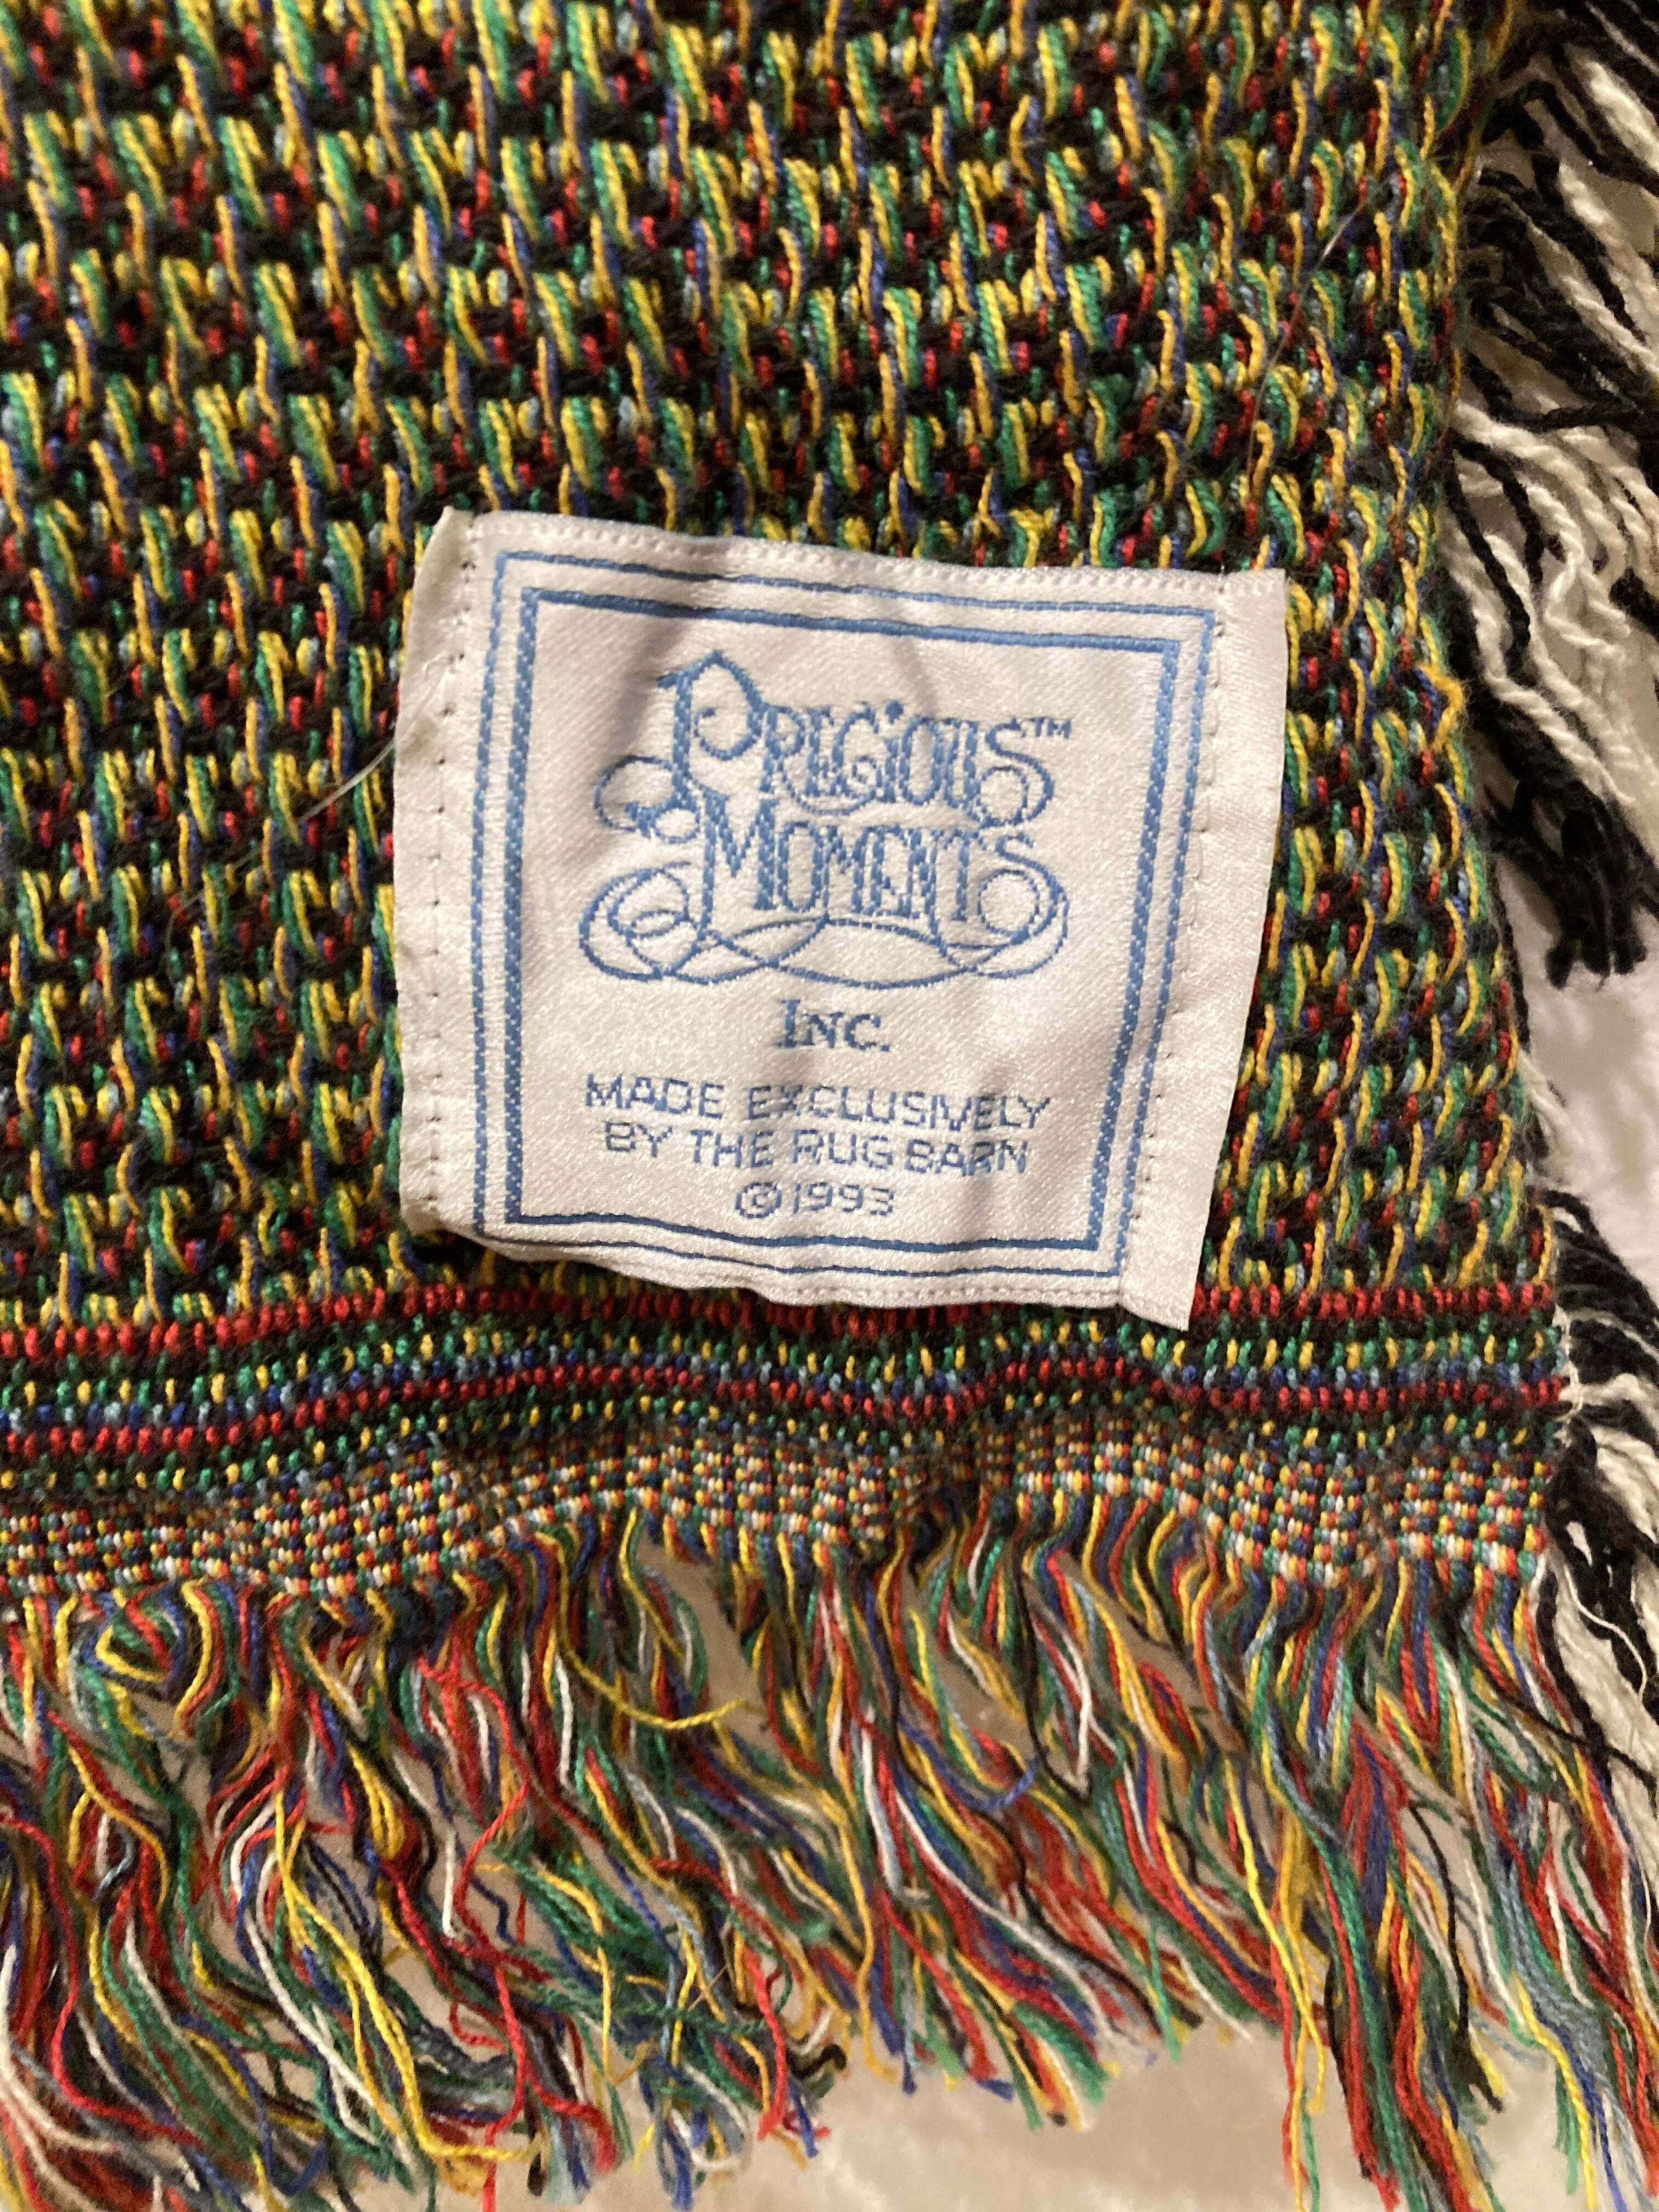 PRECIOUS™
MOMENTS
INC.
MADE EXCLUSIVELY
BY THE RUG BARN
©1993